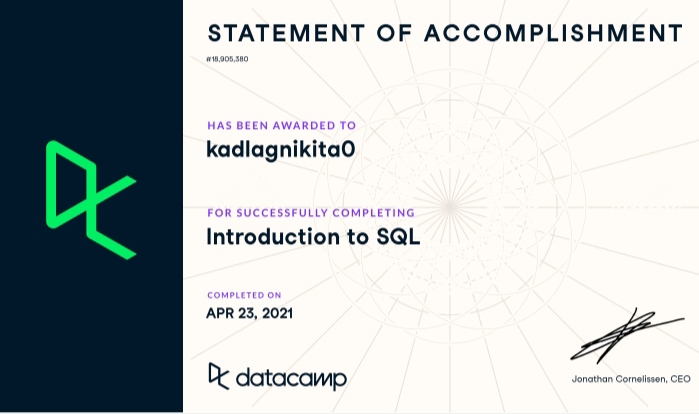 STATEMENT OF ACCOMPLISHMENT
#18,905,380
HAS BEEN AWARDED TO
kadlagnikita0
FOR SUCCESSFULLY COMPLETING
Introduction to SQL
COMPLETED ON
APR 23, 2021
datacamp
Jonathan Cornelissen, CEO